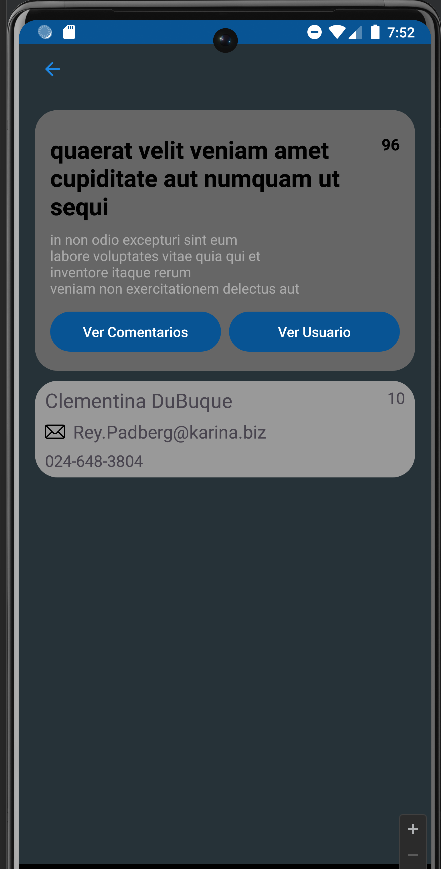 7:52
quaerat velit veniam amet 96
cupiditate aut numquam ut
sequi
in non odio excepturi sint eum
labore voluptates vitae quia qui et
inventore itaque rerum
veniam non exercitationem delectus aut
Ver Comentarios Ver Usuario
Clementina DuBuque 10
Rey.Padberg@karina.biz
024-648-3804